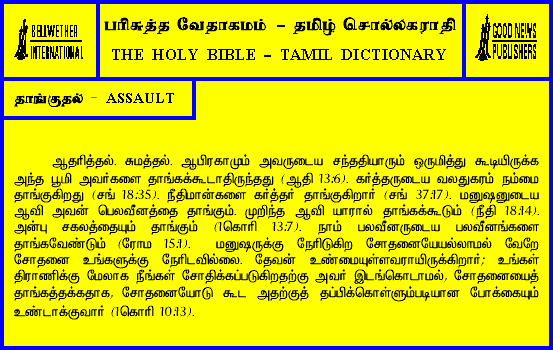 BELLWETHER
INTERNATIONAL
பரிசுத்த வேதாகமம் – தமிழ் சொல்லகராதி
THE HOLY BIBLE – TAMIL DICTIONARY
GOOD NEWS
PUBLISHERS
தாங்குதல் – ASSAULT
ஆதரித்தல். சுமத்தல். ஆபிரகாமும் அவருடைய சந்ததியாரும் ஒருமித்து கூடியிருக்க
அந்த பூமி அவர்களை தாங்கக்கூடாதிருந்தது (ஆதி 13:6). கர்த்தருடைய வலதுகரம் நம்மை
தாங்குகிறது (சங் 18:35). நீதிமான்களை கர்த்தர் தாங்குகிறார் (சங் 37:17). மனுஷனுடைய
ஆவி அவன் பெலவீனத்தை தாங்கும். முறிந்த ஆவி யாரால் தாங்கக்கூடும் (நீதி 18:14).
அன்பு சகலத்தையும் தாங்கும் (1கொரி 13:7). நாம் பலவீனருடைய பலவீனங்களை
தாங்கவேண்டும் (ரோம 15:1). மனுஷருக்கு நேரிடுகிற சோதனையேயல்லாமல் வேறே
சோதனை உங்களுக்கு நேரிடவில்லை. தேவன் உண்மையுள்ளவராயிருக்கிறார்; உங்கள்
திராணிக்கு மேலாக நீங்கள் சோதிக்கப்படுகிறதற்கு அவர் இடங்கொடாமல், சோதனையைத்
தாங்கத்தக்கதாக, சோதனையோடு கூட அதற்குத் தப்பிக்கொள்ளும்படியான போக்கையும்
உண்டாக்குவார் (1கொரி 10:13).